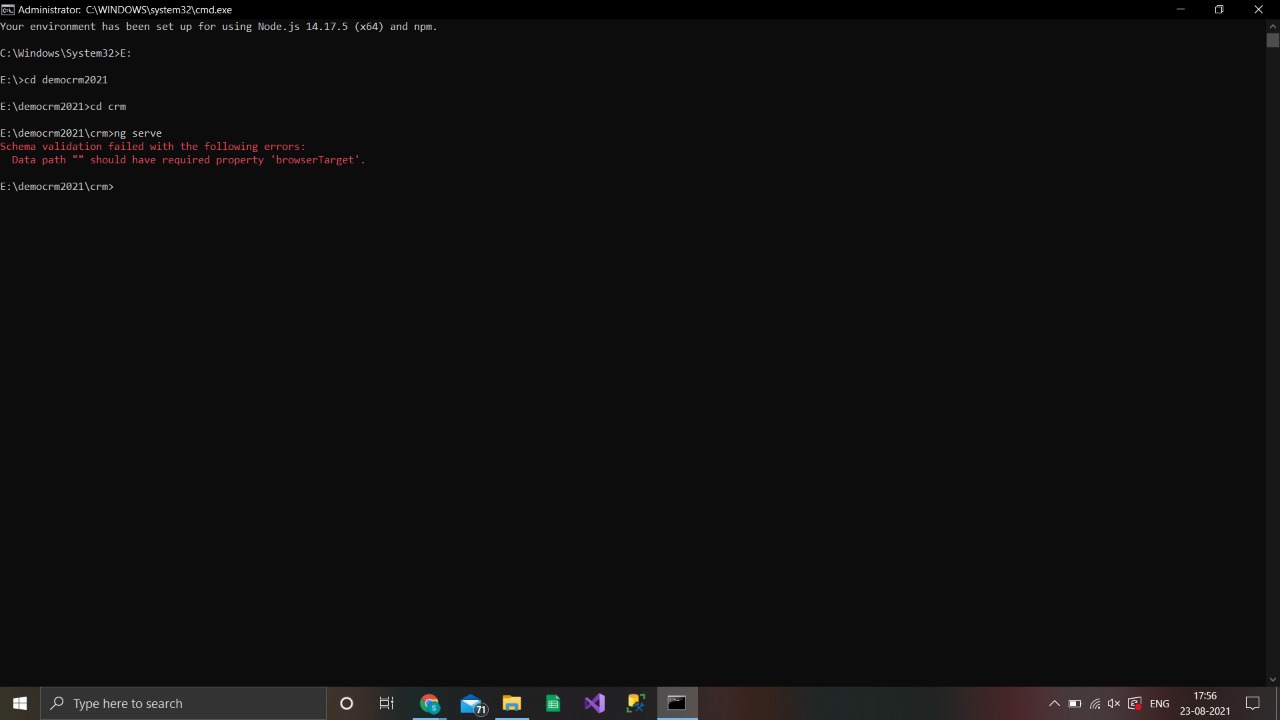 Administrator: C:\WINDOWS\system32\cmd.exe
Your environment has been set up for using Node.js 14.17.5 (x64) and npm.
C:\Windows\System32>E:
E:\>cd democrm2021
E:\democrm2021>cd crm
E:\democrm2021\crm>ng serve
Schema validation failed with the following errors:
  Data path "" should have required property 'browserTarget'.
E:\democrm2021\crm>
Type here to search
71
ENG
17:56
23-08-2021